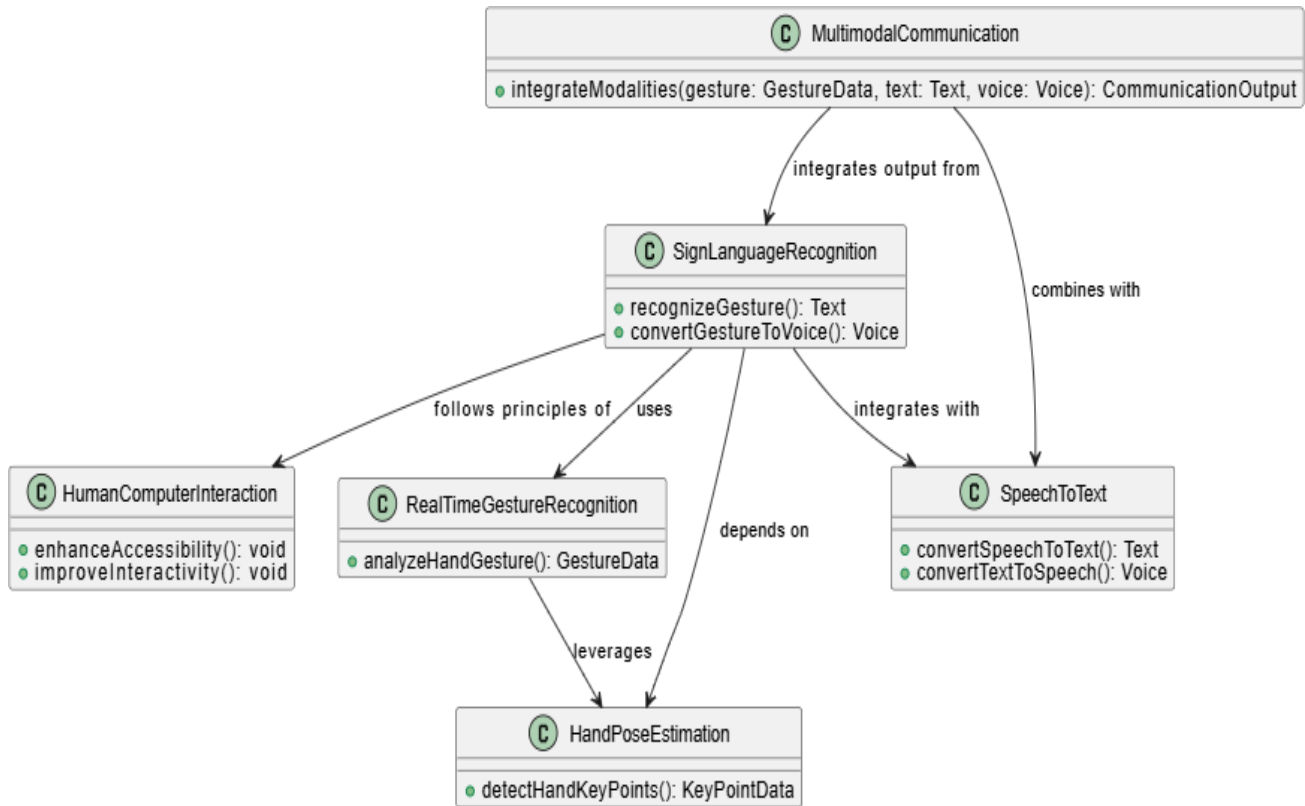 C MultimodalCommunication
integrateModalities(gesture: GestureData, text: Text, voice: Voice): CommunicationOutput
integrates output from
C SignLanguageRecognition
recognizeGesture(): Text
convertGestureToVoice(): Voice
combines with
follows principles of
uses
integrates with
C HumanComputerInteraction
enhanceAccessibility(): void
improveInteractivity(): void
C RealTimeGestureRecognition
analyzeHandGesture(): GestureData
depends on
C SpeechToText
convertSpeechToText(): Text
convertTextToSpeech(): Voice
leverages
C HandPoseEstimation
detectHandKeyPoints(): KeyPointData